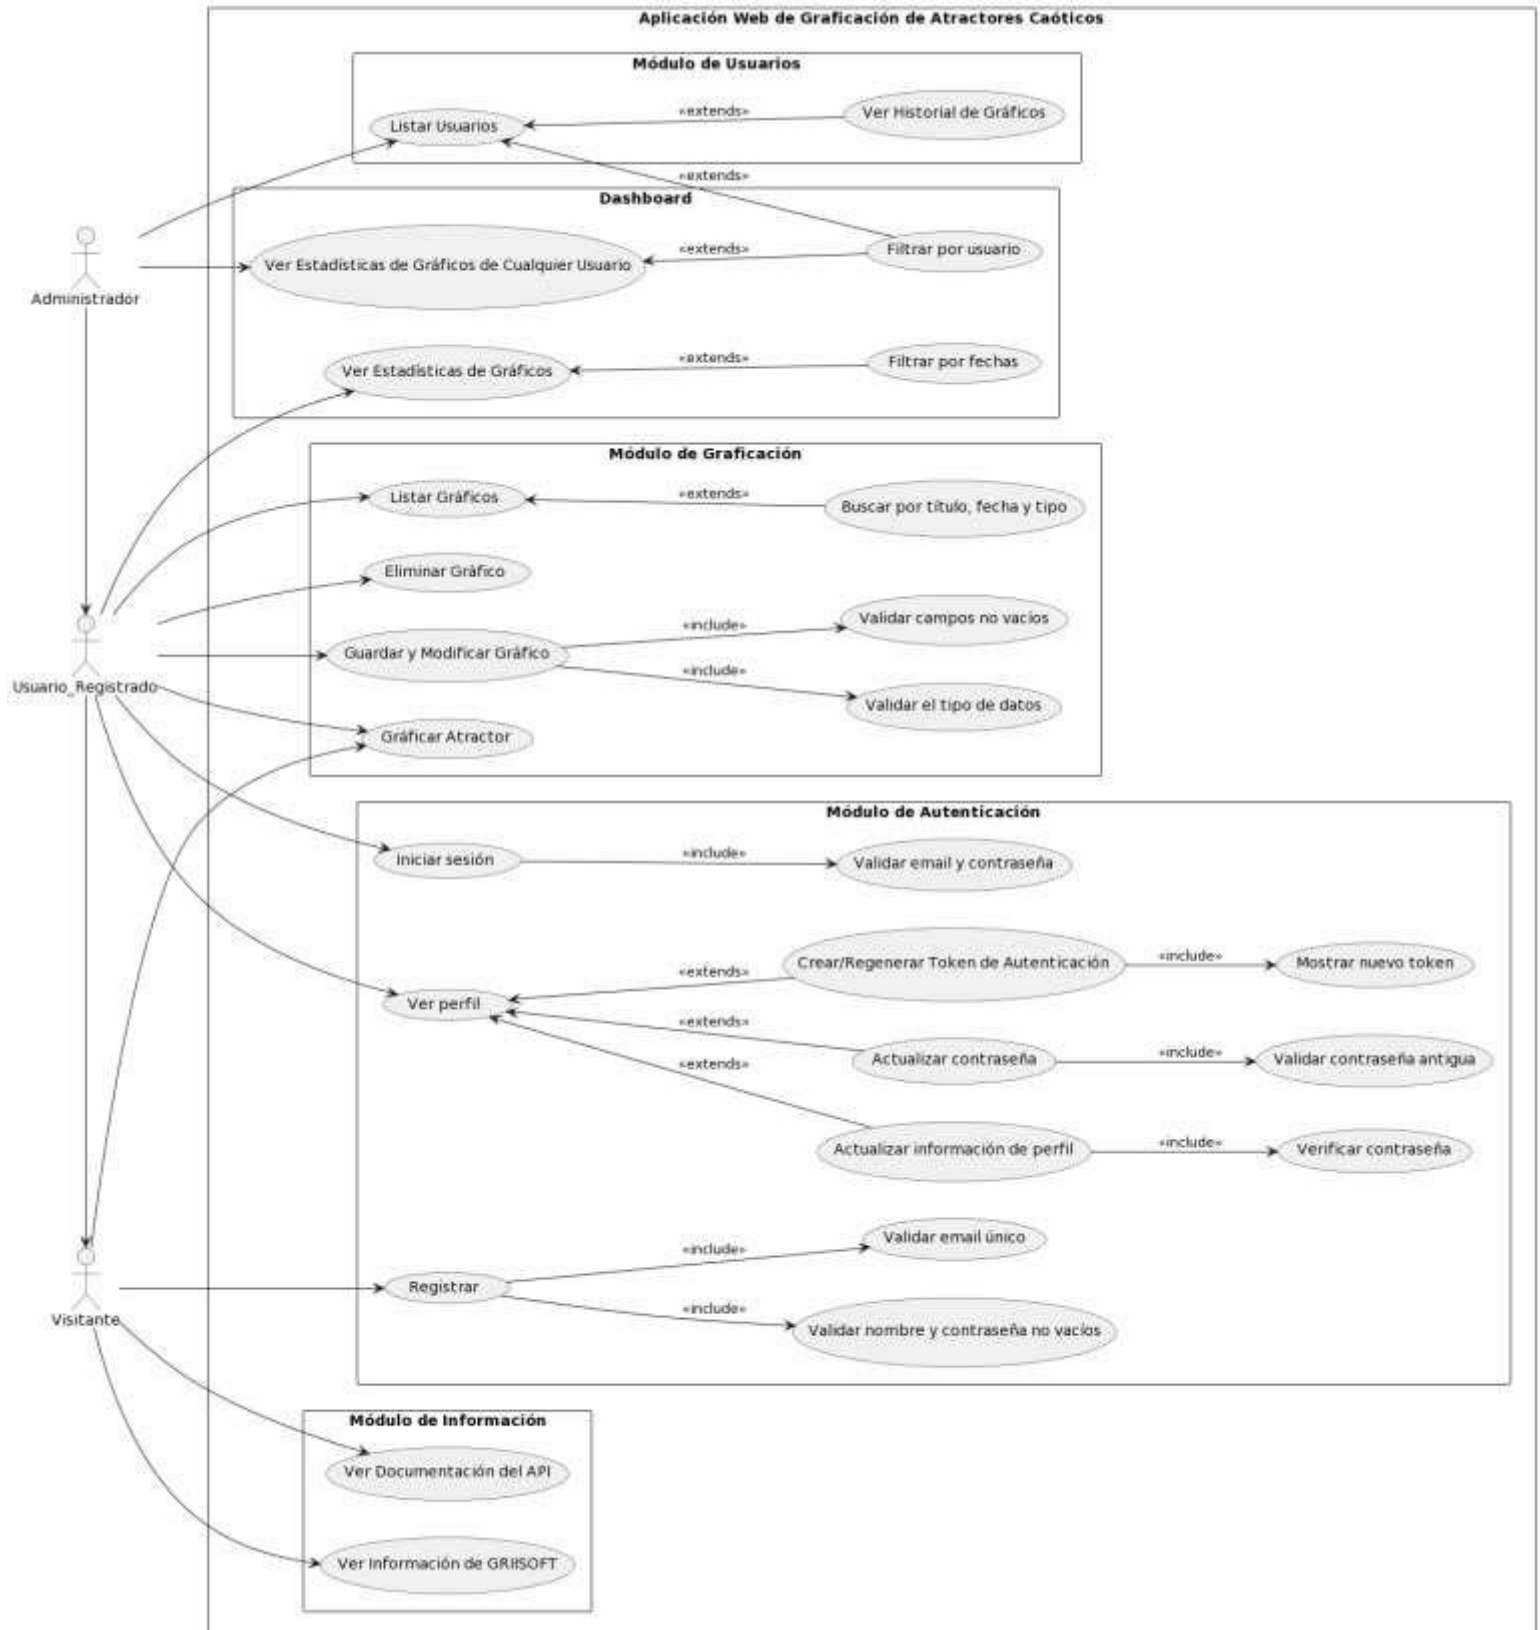 Aplicación Web de Graficación de Atractores Caóticos
Módulo de Usuarios
Listar Usuarios
«extends»
Ver Historial de Gráficos
«extends»
Dashboard
Administrador
Ver Estadísticas de Gráficos de Cualquier Usuario
«extends»
Filtrar por usuario
Ver Estadísticas de Gráficos
«extends»
Filtrar por fechas
Módulo de Graficación
Listar Gráficos
«extends»
Buscar por título, fecha y tipo
Eliminar Gráfico
Usuario_Registrado
Guardar y Modificar Gráfico
«include»
Validar campos no vacíos
«include»
Validar el tipo de datos
Gráficar Atractor
Módulo de Autenticación
Iniciar sesión
«include»
Validar email y contraseña
Ver perfil
«extends»
Crear/Regenerar Token de Autenticación
«include»
Mostrar nuevo token
«extends»
Actualizar contraseña
«include»
Validar contraseña antigua
«extends»
Actualizar información de perfil
«include»
Verificar contraseña
Visitante
Registrar
«include»
Validar email único
«include»
Validar nombre y contraseña no vacíos
Módulo de Información
Ver Documentación del API
Ver Información de GRIISOFT